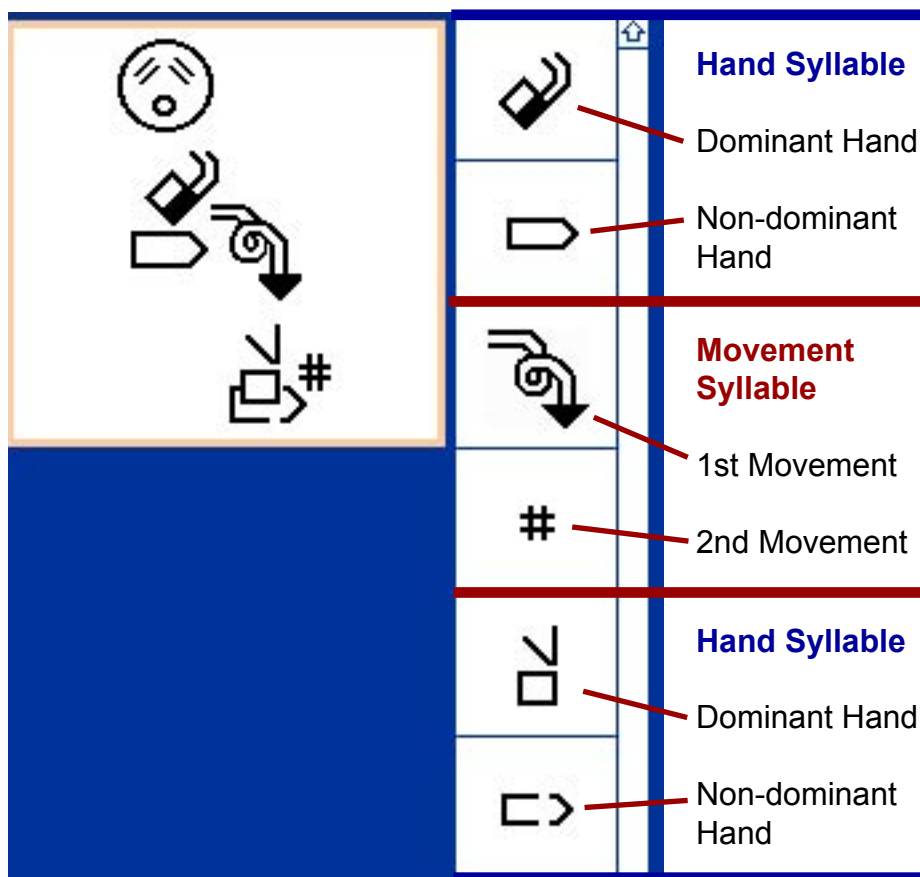 Hand Syllable
Dominant Hand
Non-dominant
Hand
Movement
Syllable
1st Movement
2nd Movement
Hand Syllable
Dominant Hand
Non-dominant
Hand